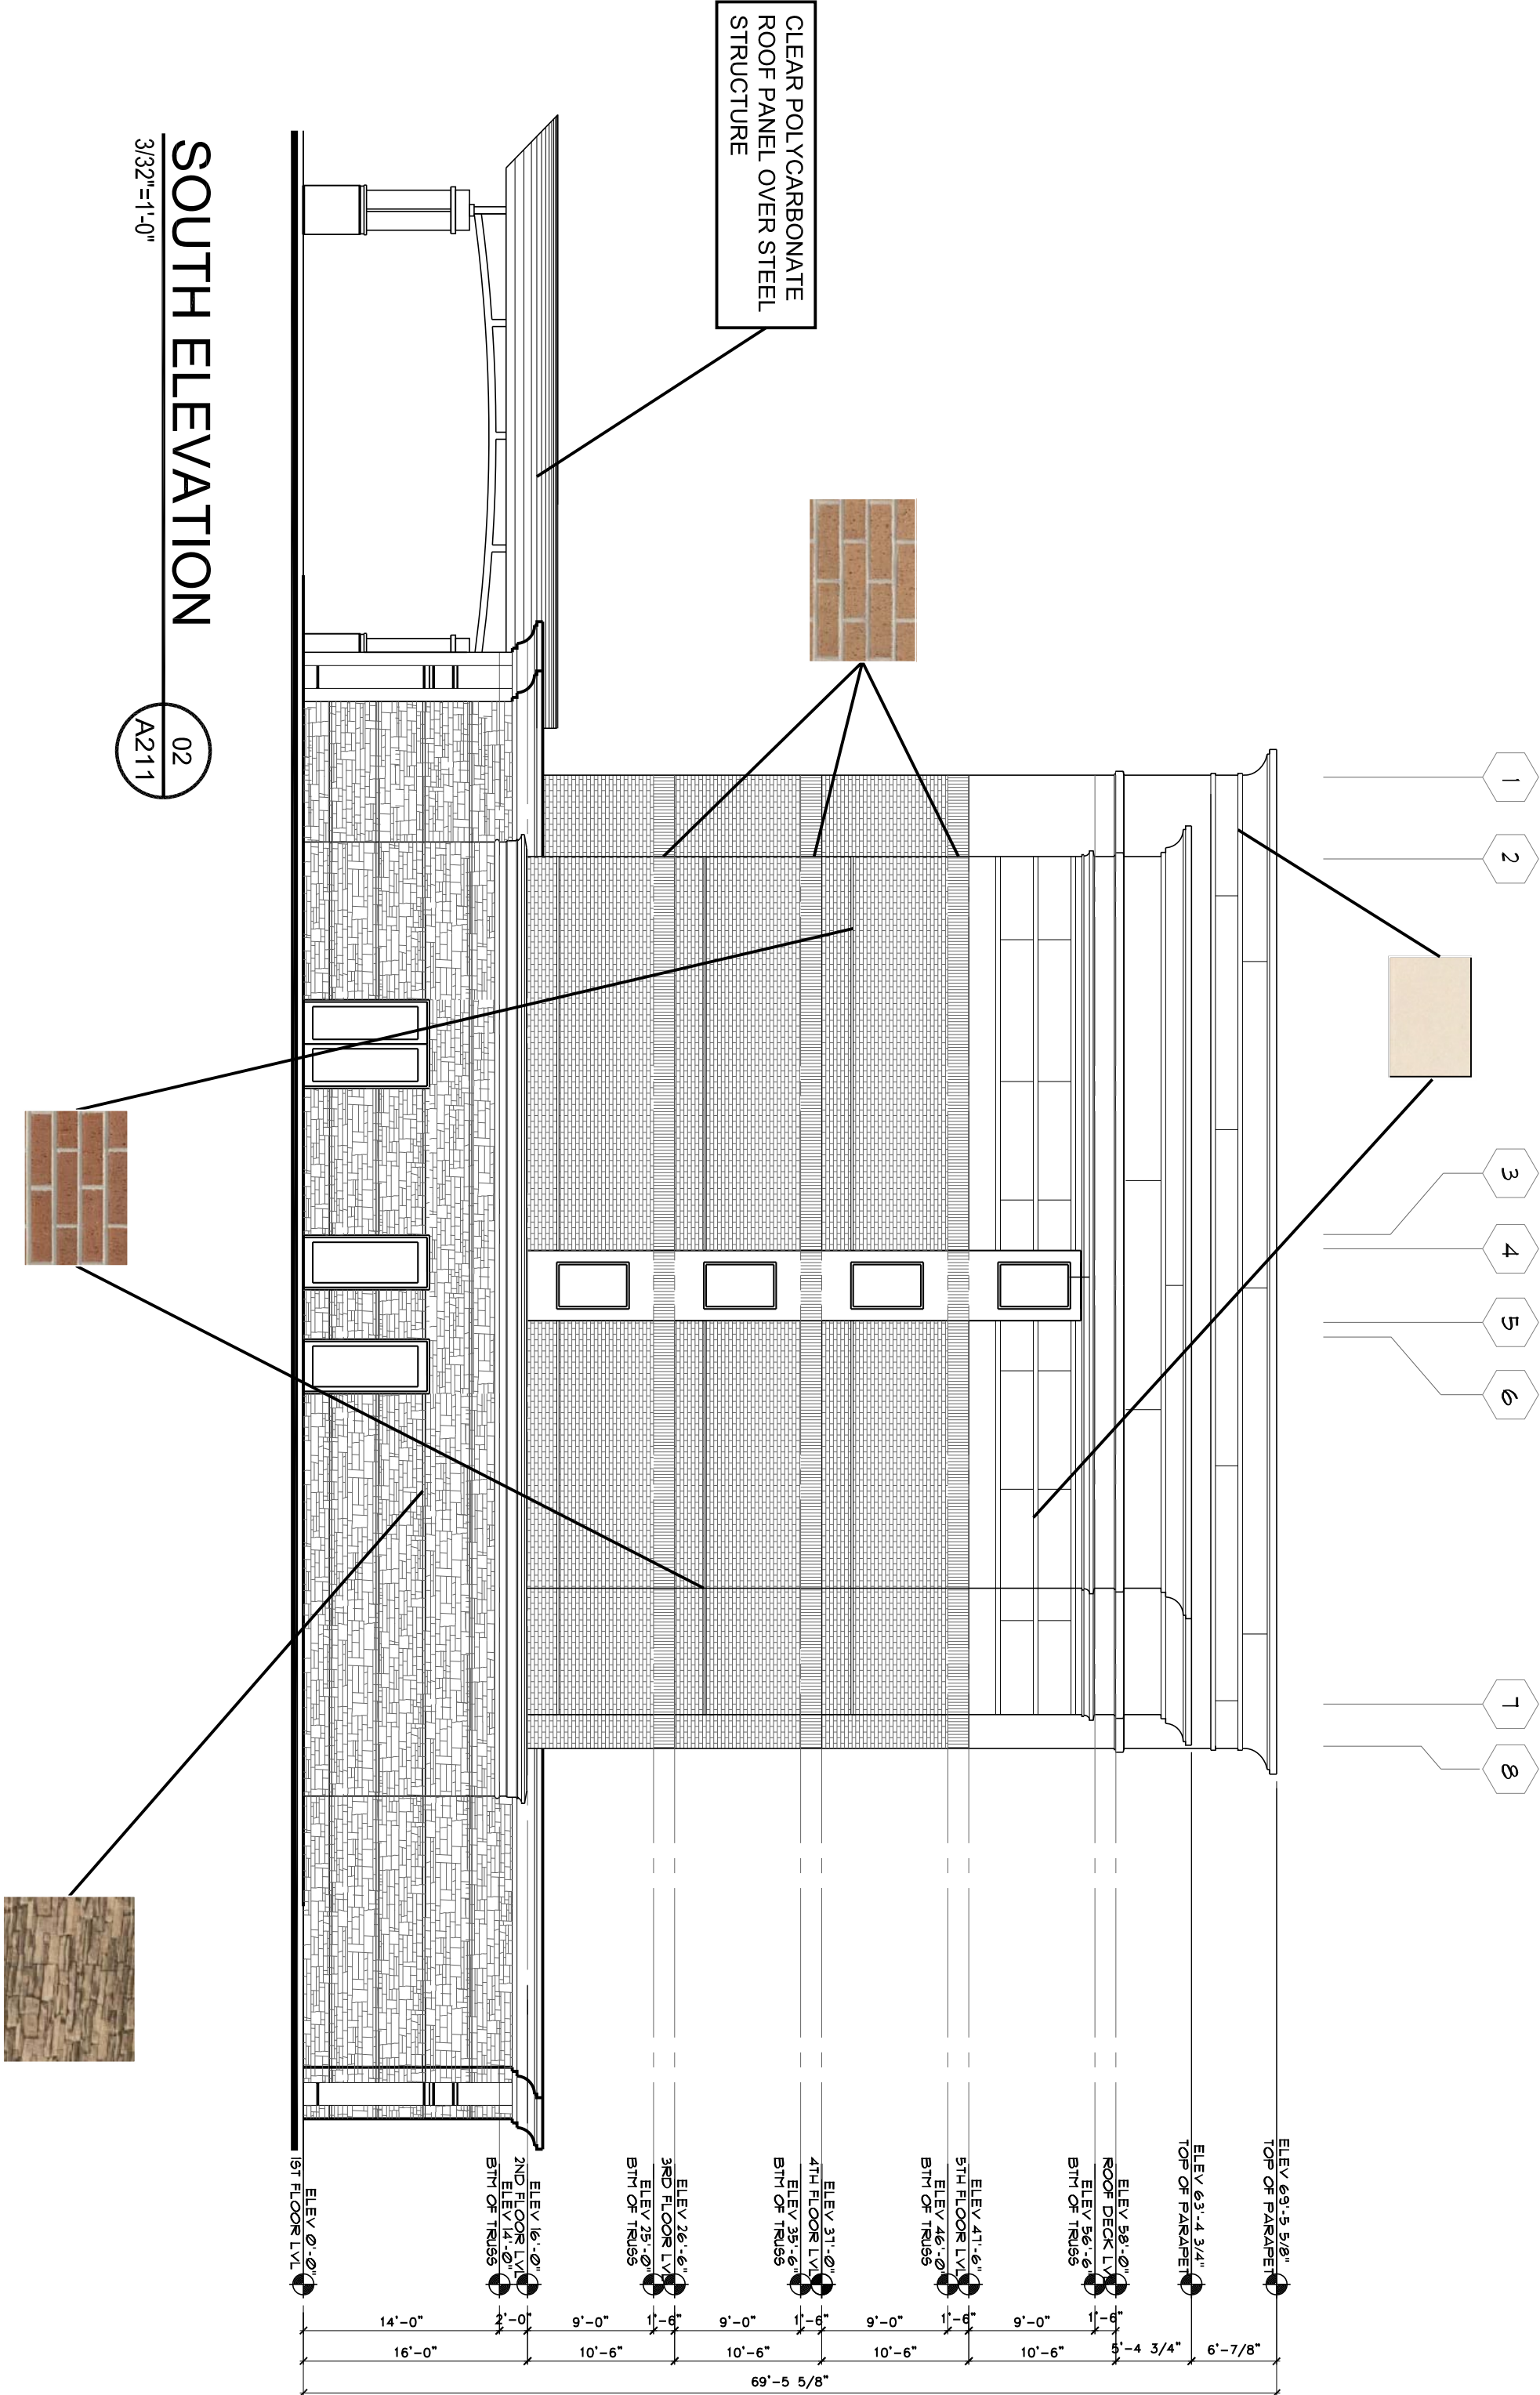 1
2
3
4
5
6
7
8
CLEAR POLYCARBONATE
ROOF PANEL OVER STEEL
STRUCTURE
ELEV 69'-5 5/8"
TOP OF PARAPET
ELEV 63'-4 3/4"
TOP OF PARAPET
ELEV 58'-0"
ROOF DECK LVL
ELEV 56'-6"
BTM OF TRUSS
ELEV 47'-6"
5TH FLOOR LVL
ELEV 46'-0"
BTM OF TRUSS
ELEV 37'-0"
4TH FLOOR LVL
ELEV 35'-6"
BTM OF TRUSS
ELEV 26'-6"
3RD FLOOR LVL
ELEV 25'-0"
BTM OF TRUSS
ELEV 16'-0"
2ND FLOOR LVL
ELEV 14'-0"
BTM OF TRUSS
ELEV 0'-0"
1ST FLOOR LVL
14'-0"
2'-0"
9'-0"
1'-6"
9'-0"
1'-6"
9'-0"
1'-6"
9'-0"
1'-6"
16'-0"
10'-6"
10'-6"
10'-6"
10'-6"
5'-4 3/4"
6'-7/8"
69'-5 5/8"
SOUTH ELEVATION
3/32"=1'-0"
02
A211